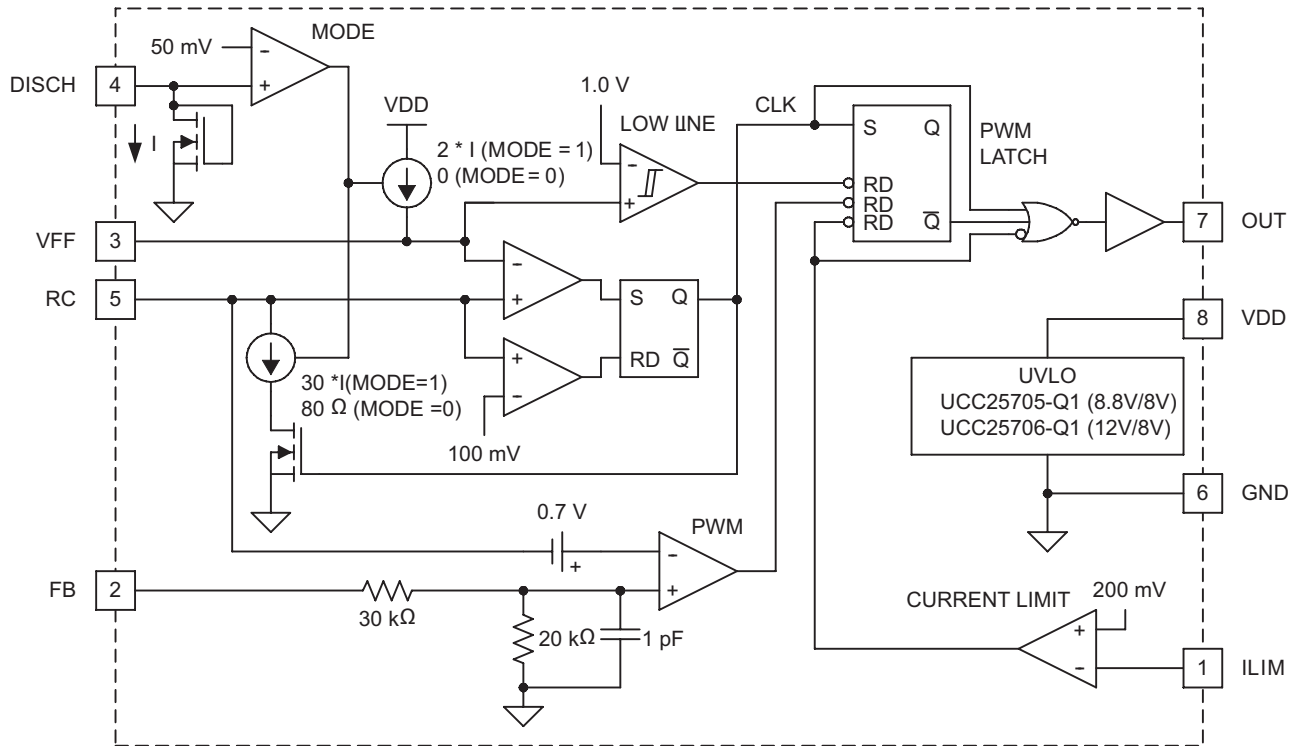 MODE
50 mV
-
+
DISCH
4
I
VDD
2 * I (MODE = 1)
0 (MODE = 0)
1.0 V
LOW LINE
-
+
CLK
S
Q
RD
RD
RD
Q
PWM
LATCH
7
OUT
VFF
3
RC
5
-
+
S
Q
RD
Q
+
-
30 *I(MODE=1)
80 Ω (MODE =0)
100 mV
8
VDD
UVLO
UCC25705-Q1 (8.8V/8V)
UCC25706-Q1 (12V/8V)
6
GND
0.7 V
+
PWM
-
+
FB
2
30 kΩ
20 kΩ
1 pF
CURRENT LIMIT
200 mV
+
-
1
ILIM